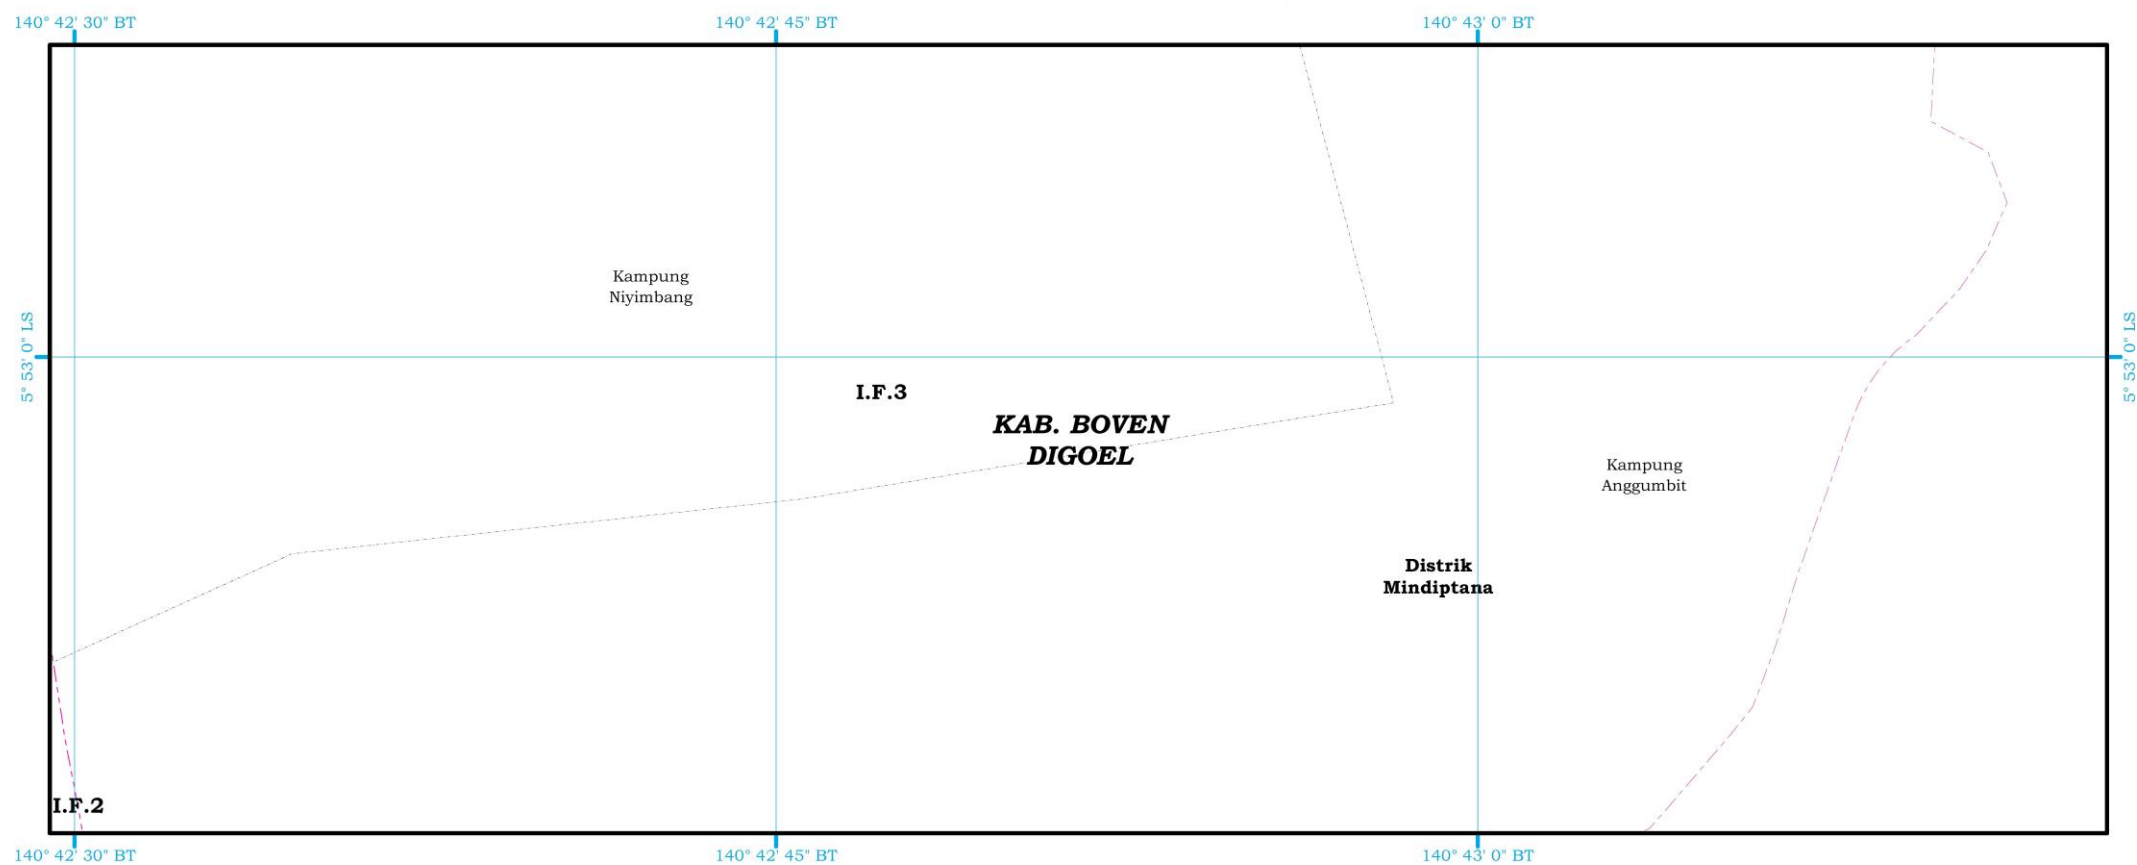 140° 42' 30" BT
140° 42' 45" BT
140° 43' 0" BT
Kampung
Niyimbang
5° 53' 0" LS
5° 53' 0" LS
I.F.3
KAB. BOVEN
DIGOEL
Kampung
Anggumbit
Distrik
Mindiptana
I.F.2
140° 42' 30" BT
140° 42' 45" BT
140° 43' 0" BT